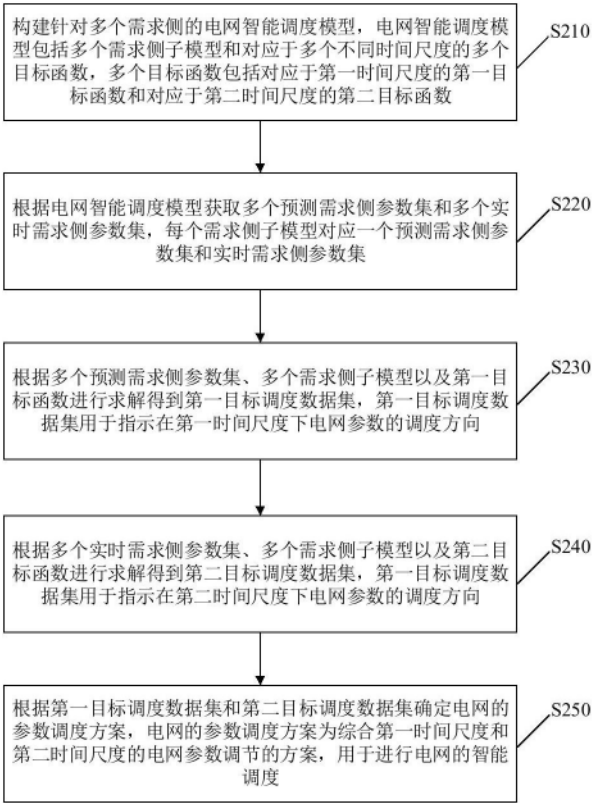 构建针对多个需求侧的电网智能调度模型，电网智能调度模
型包括多个需求侧子模型和对应于多个不同时间尺度的多个
目标函数，多个目标函数包括对应于第一时间尺度的第一目
标函数和对应于第二时间尺度的第二目标函数
S210
根据电网智能调度模型获取多个预测需求侧参数集和多个实
时需求侧参数集，每个需求侧子模型对应一个预测需求侧参
数集和实时需求侧参数集
S220
根据多个预测需求侧参数集、多个需求侧子模型以及第一目
标函数进行求解得到第一目标调度数据集，第一目标调度数
据集用于指示在第一时间尺度下电网参数的调度方向
S230
根据多个实时需求侧参数集、多个需求侧子模型以及第二目
标函数进行求解得到第二目标调度数据集，第一目标调度数
据集用于指示在第二时间尺度下电网参数的调度方向
S240
根据第一目标调度数据集和第二目标调度数据集确定电网的
参数调度方案，电网的参数调度方案为综合第一时间尺度和
第二时间尺度的电网参数调节的方案，用于进行电网的智能
调度
S250